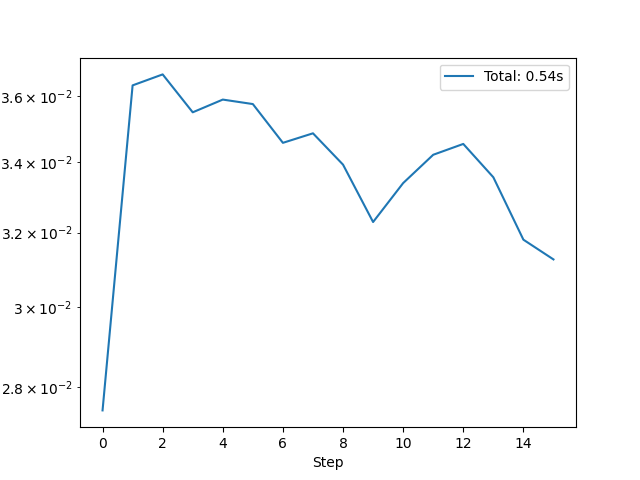 Total: 0.54s
3.6 × 10⁻²
3.4 × 10⁻²
3.2 × 10⁻²
3 × 10⁻²
2.8 × 10⁻²
0 2 4 6 8 10 12 14
Step